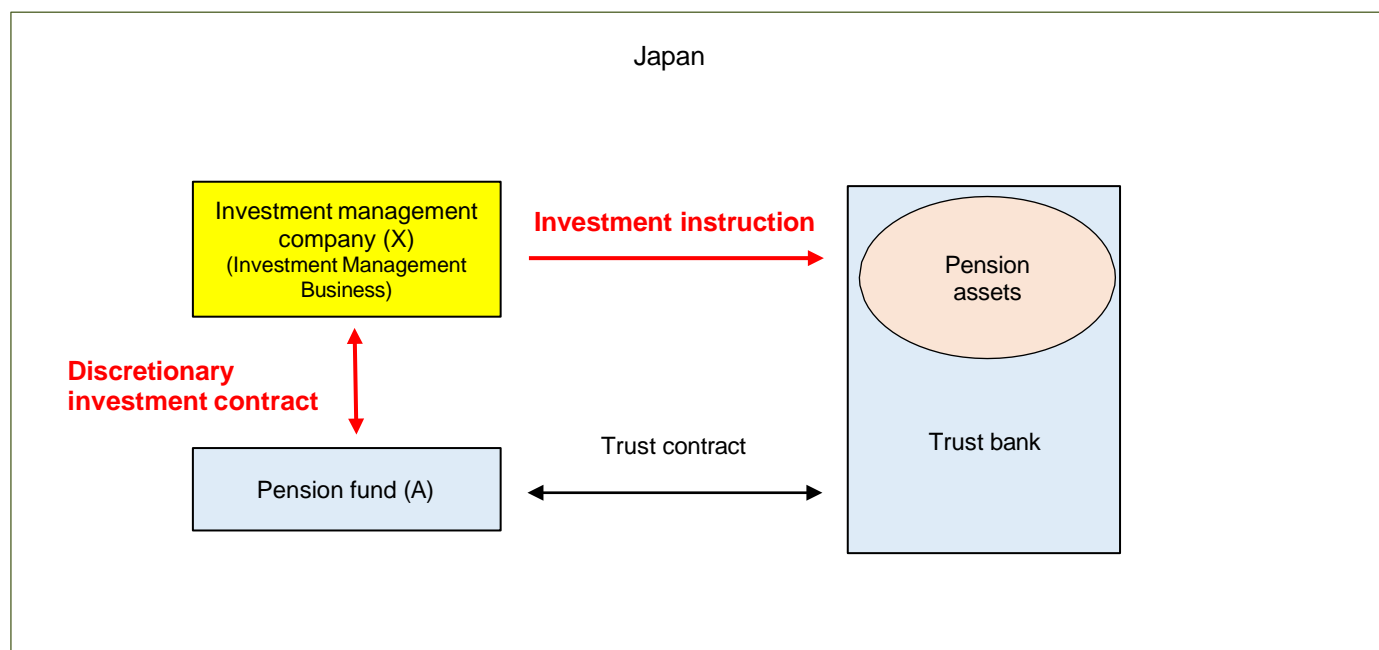 Japan
Investment management
company (X)
(Investment Management
Business)
Investment instruction
Pension
assets
Discretionary
investment contract
Trust contract
Trust bank
Pension fund (A)